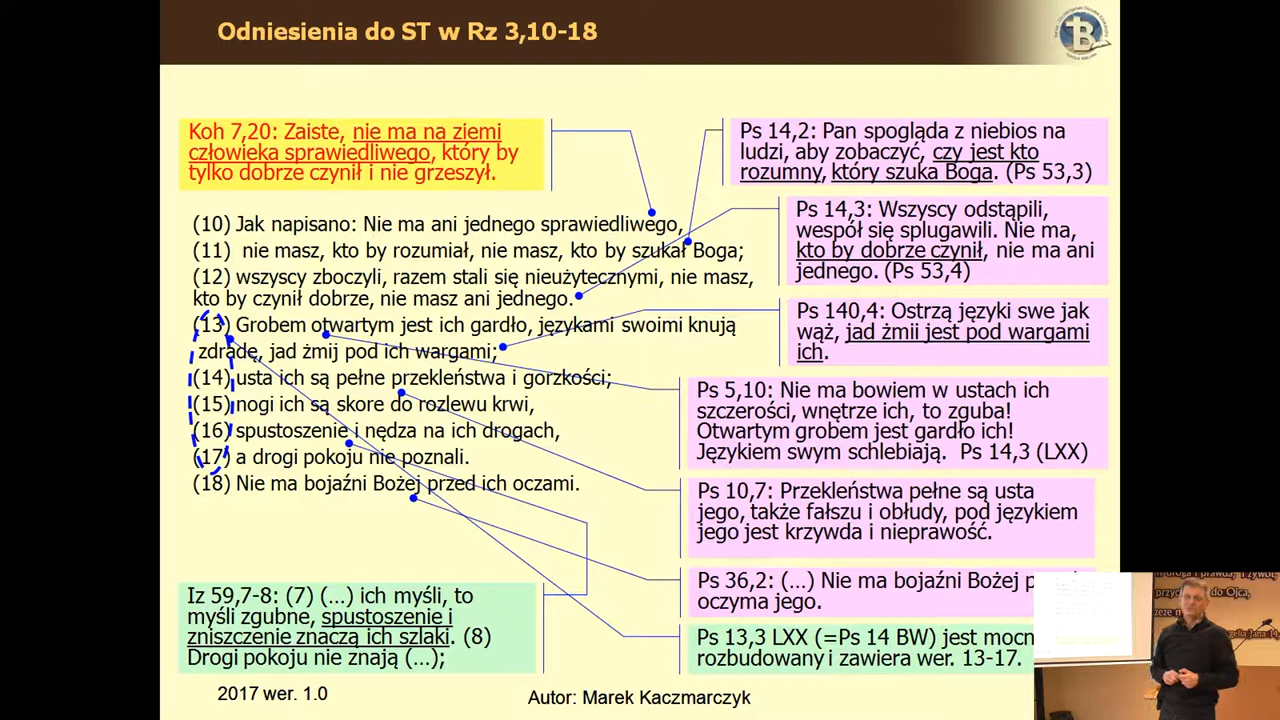 Odniesienia do ST w Rz 3,10-18
Koh 7,20: Zaiste, nie ma na ziemi
człowieka sprawiedliwego, który by
tylko dobrze czynił i nie grzeszył.
Ps 14,2: Pan spogląda z niebios na
ludzi, aby zobaczyć, czy jest kto
rozumny, który szuka Boga. (Ps 53,3)
Ps 14,3: Wszyscy odstąpili,
wespół się splugawili. Nie ma,
kto by dobrze czynił, nie ma ani
jednego. (Ps 53,4)
(10) Jak napisano: Nie ma ani jednego sprawiedliwego,
(11) nie masz, kto by rozumiał, nie masz, kto by szukał Boga;
(12) wszyscy zboczyli, razem stali się nieużytecznymi, nie masz,
kto by czynił dobrze, nie masz ani jednego.
(13) Grobem otwartym jest ich gardło, językami swoimi knują
zdradę, jad żmij pod ich wargami;
(14) usta ich są pełne przekleństwa i gorzkości;
(15) nogi ich są skore do rozlewu krwi,
(16) spustoszenie i nędza na ich drogach,
(17) a drogi pokoju nie poznali.
(18) Nie ma bojaźni Bożej przed ich oczami.
Ps 140,4: Ostrzą języki swe jak
wąż, jad żmii jest pod wargami
ich.
Ps 5,10: Nie ma bowiem w ustach ich
szczerości, wnętrze ich, to zguba!
Otwartym grobem jest gardło ich!
Językiem swym schlebiają. Ps 14,3 (LXX)
Ps 10,7: Przekleństwa pełne są usta
jego, także fałszu i obłudy, pod językiem
jego jest krzywda i nieprawość.
Ps 36,2: (…) Nie ma bojaźni Bożej
oczyma jego.
Iz 59,7-8: (7) (…) ich myśli, to
myśli zgubne, spustoszenie i
zniszczenie znaczą ich szlaki. (8)
Drogi pokoju nie znają (…);
Ps 13,3 LXX (=Ps 14 BW) jest mocn
rozbudowany i zawiera wer. 13-17.
2017 wer. 1.0
Autor: Marek Kaczmarczyk
do Ojca,